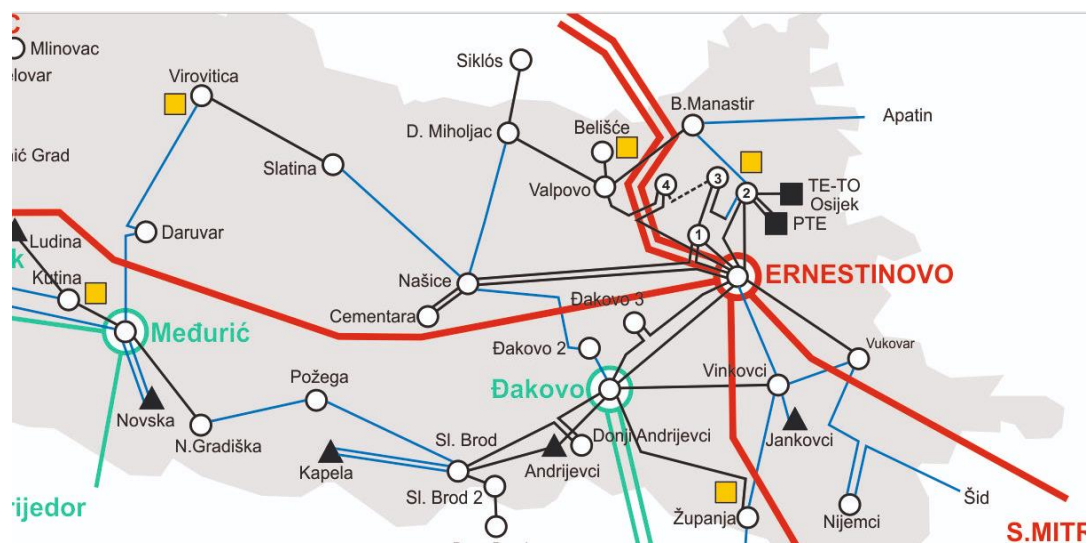 Mlinovac
elovar
Virovitica
Siklós
D. Miholjac
Belišće
B.Manastir
Apatin
nić Grad
Slatina
Valpovo
4
3
2
TE-TO
Osijek
PTE
1
Ludina
Daruvar
k
Kutina
Našice
ERNESTINOVO
Đakovo 3
Cementara
Međurić
Đakovo 2
Vukovar
Požega
Đakovo
Vinkovci
Novska
N.Gradiška
Sl. Brod
Donji Andrijevci
Jankovci
Kapela
Andrijevci
Sl. Brod 2
Šid
rijedor
Županja
Nijemci
S.MITR